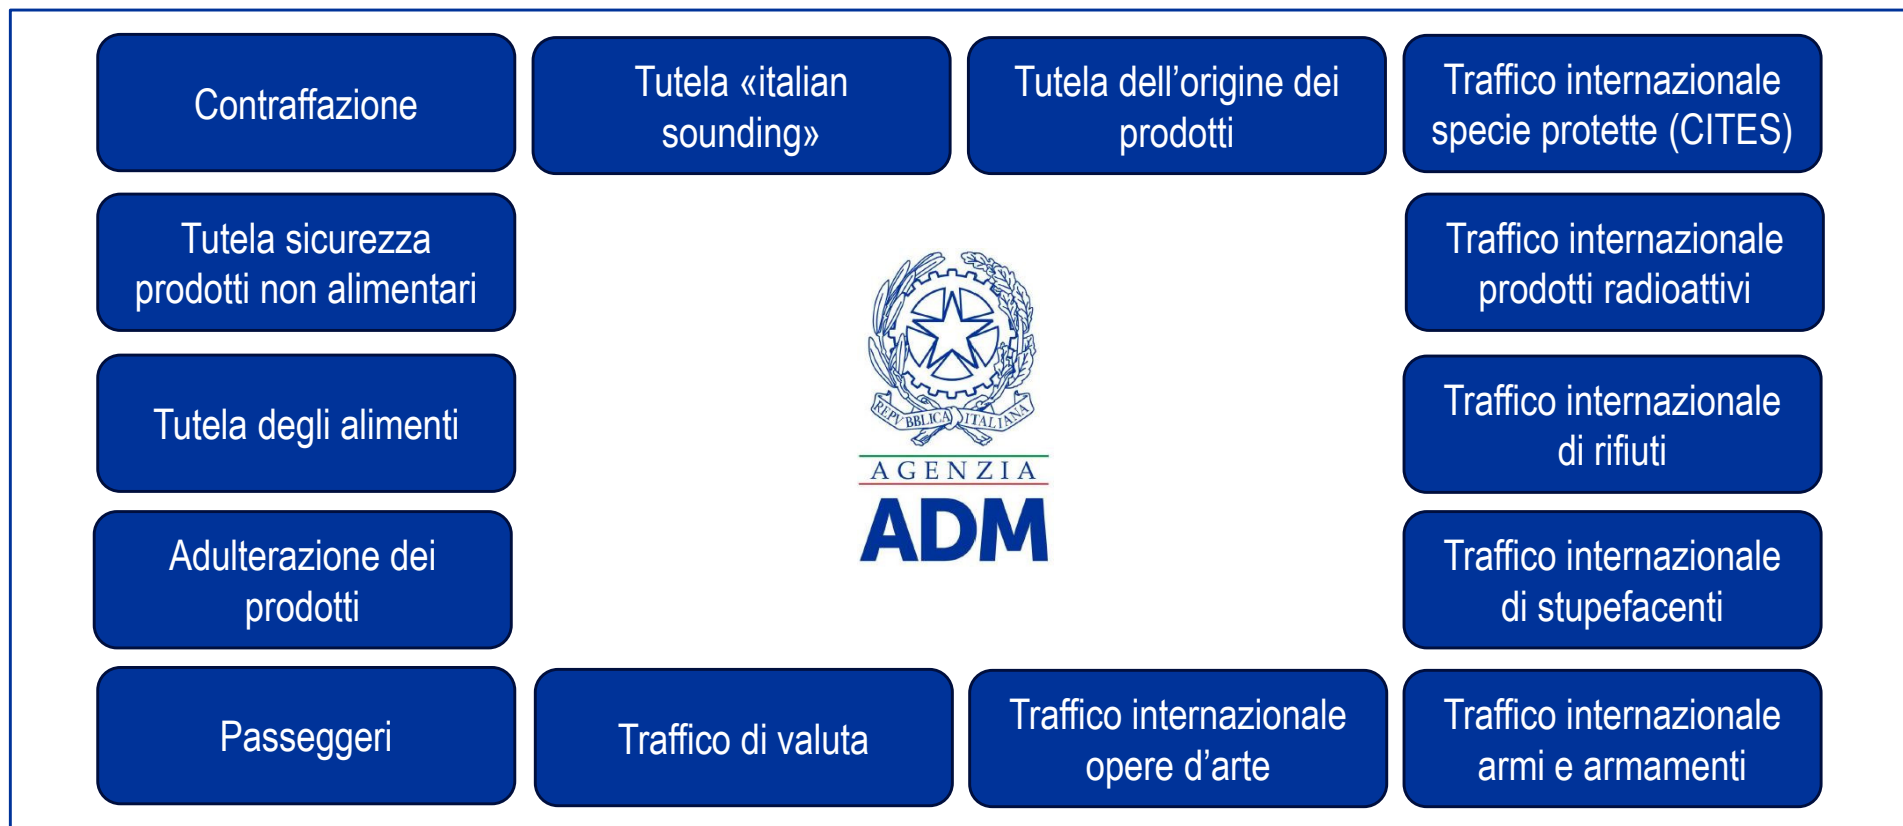 Contraffazione
Tutela «italian
sounding»
Tutela dell’origine dei
prodotti
Traffico internazionale
specie protette (CITES)
Tutela sicurezza
prodotti non alimentari
Traffico internazionale
prodotti radioattivi
Tutela degli alimenti
REPVBBLICA ITALIANA
AGENZIA
ADM
Traffico internazionale
di rifiuti
Adulterazione dei
prodotti
Traffico internazionale
di stupefacenti
Passeggeri
Traffico di valuta
Traffico internazionale
opere d’arte
Traffico internazionale
armi e armamenti